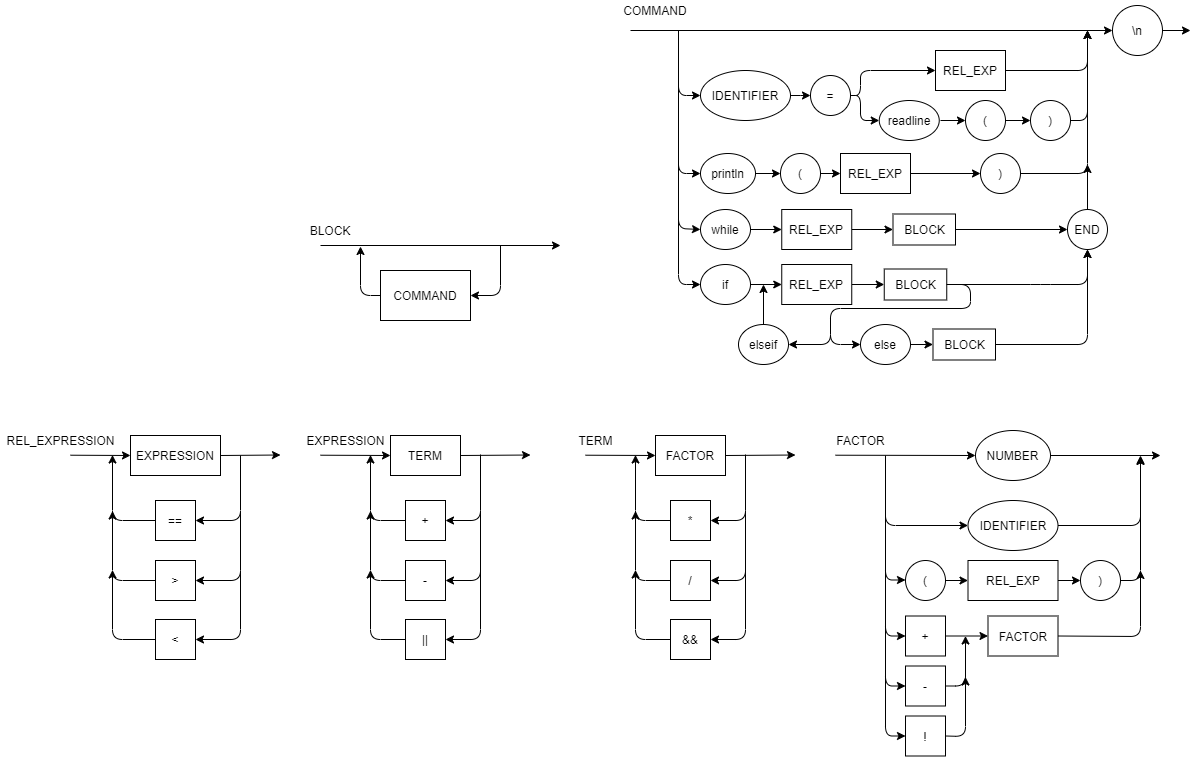 COMMAND
\n
REL_EXP
IDENTIFIER
=
readline
(
)
println
(
REL_EXP
)
BLOCK
while
REL_EXP
BLOCK
END
COMMAND
if
REL_EXP
BLOCK
elseif
else
BLOCK
REL_EXPRESSION
EXPRESSION
==
>
<
EXPRESSION
TERM
+
-
||
TERM
FACTOR
*
/
&&
FACTOR
NUMBER
IDENTIFIER
(
REL_EXP
)
+
FACTOR
-
!